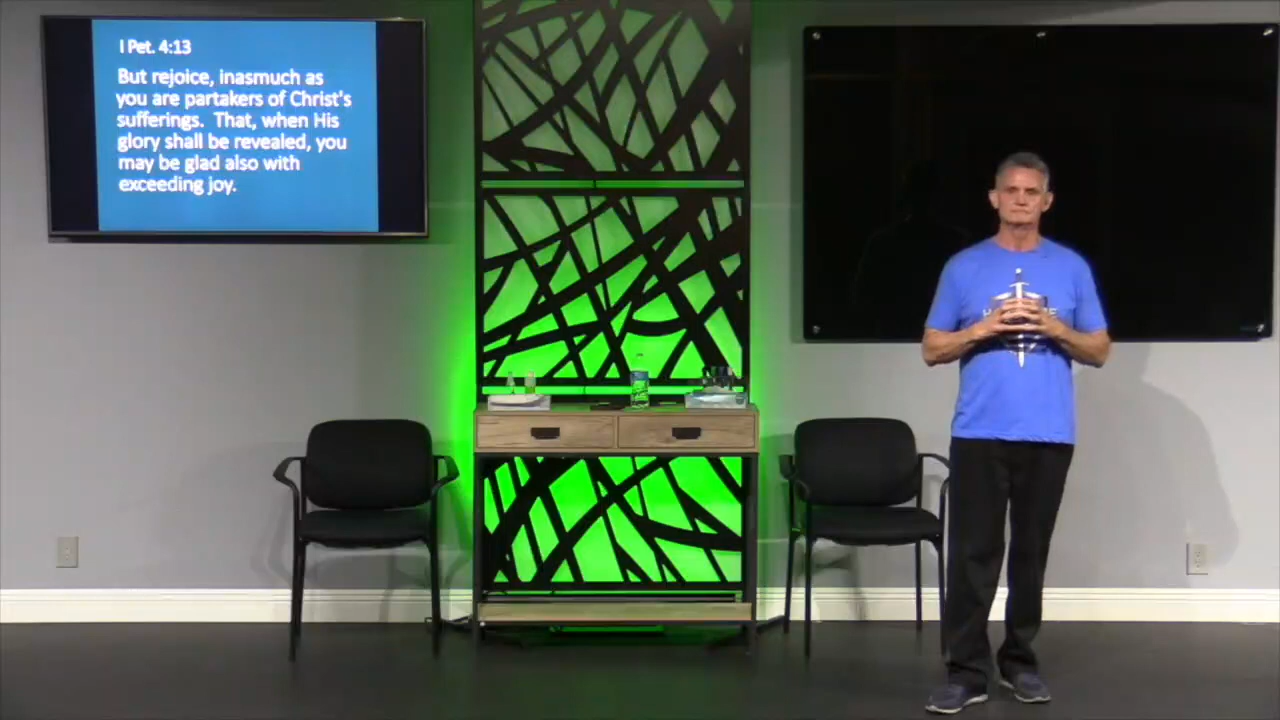 I Pet. 4:13
But rejoice, inasmuch as
you are partakers of Christ's
sufferings. That, when His
glory shall be revealed, you
may be glad also with
exceeding joy.